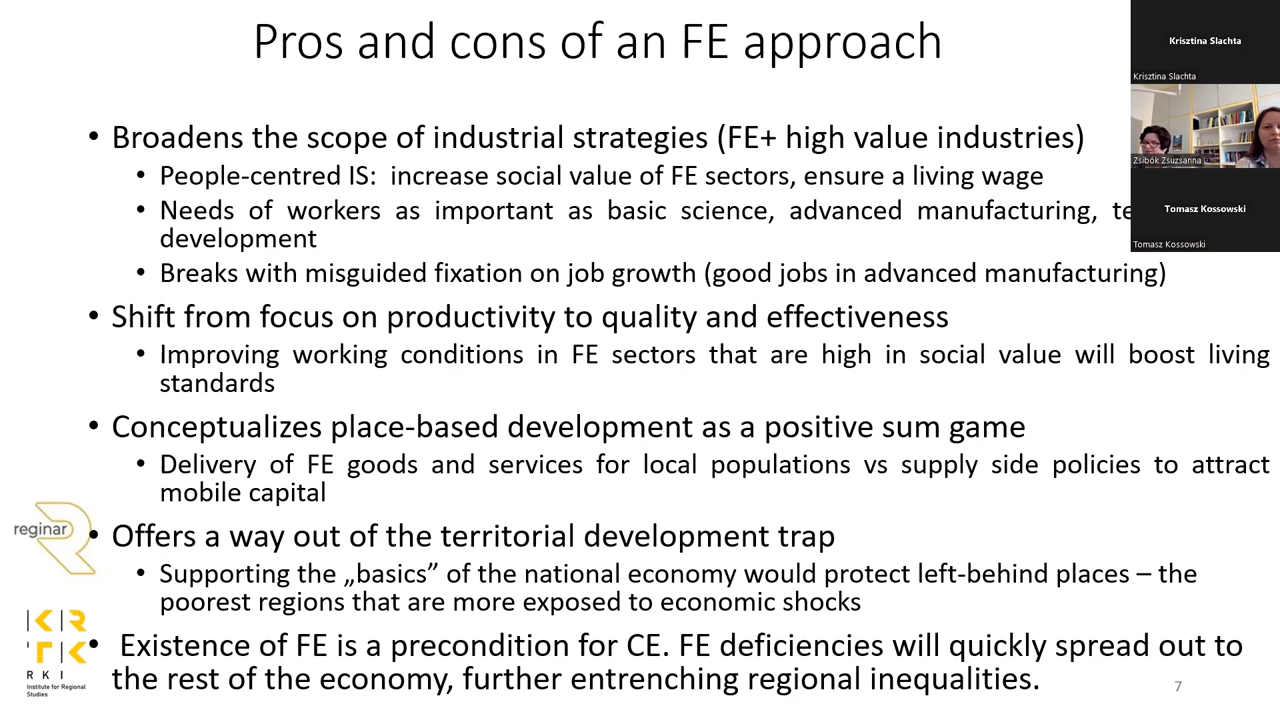 Pros and cons of an FE approach
• Broadens the scope of industrial strategies (FE+ high value industries)
• People-centred IS: increase social value of FE sectors, ensure a living wage
• Needs of workers as important as basic science, advanced manufacturing,
development
• Breaks with misguided fixation on job growth (good jobs in advanced manufacturing)
• Shift from focus on productivity to quality and effectiveness
• Improving working conditions in FE sectors that are high in social value will boost living
standards
• Conceptualizes place-based development as a positive sum game
• Delivery of FE goods and services for local populations vs supply side policies to attract
mobile capital
• Offers a way out of the territorial development trap
• Supporting the „basics” of the national economy would protect left-behind places – the
poorest regions that are more exposed to economic shocks
• Existence of FE is a precondition for CE. FE deficiencies will quickly spread out to
the rest of the economy, further entrenching regional inequalities.
7
reginar
KR
TK
RKI
Institute for Regional
Studies
Krisztina Slachta
Krisztina Slachta
Zsibók Zsuzsanna
Tomasz Kossowski
Tomasz Kossowski